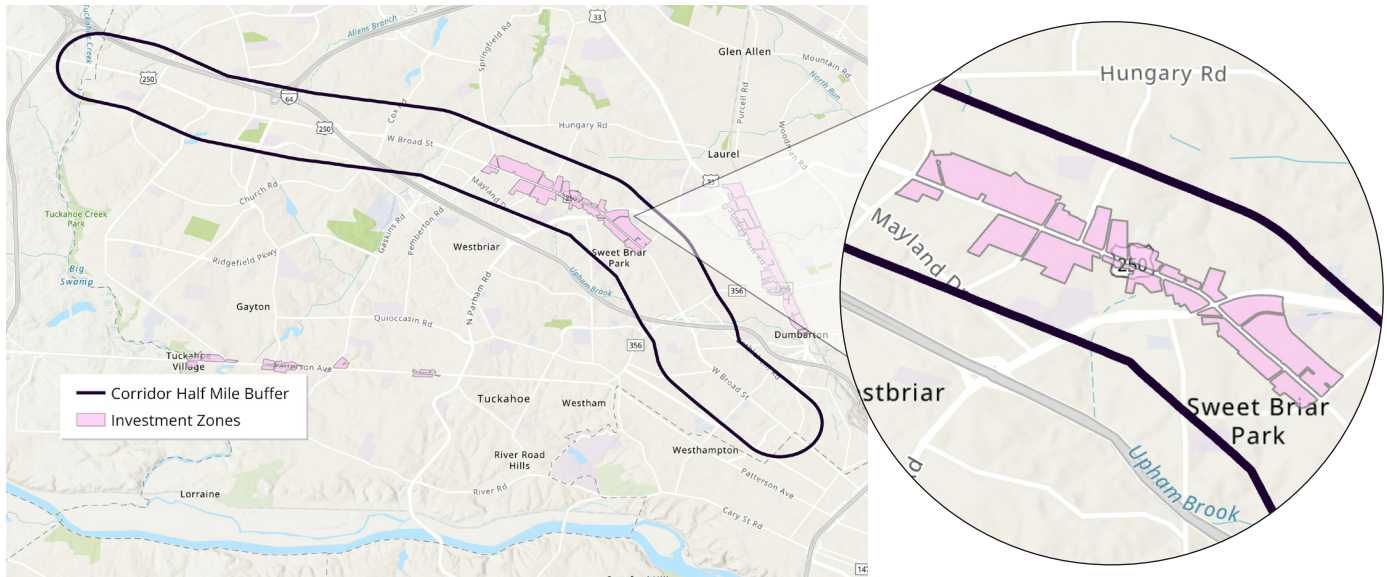 Tuckahoe Creek
Allens Branch
33
Springfield Rd
Glen Allen
Mountain Rd
North Run
250
64
Cox Rd
Purcell Rd
250
Hungary Rd
Woodman Rd
W Broad St
Laurel
33
Mayland D
250
Church Rd
Gaskins Rd
Pemberton Rd
Tuckahoe Creek
Park
Westbriar
Sweet Briar
Park
Ridgefield Pkwy
Big
Swamp
Upham Brook
356
356
N Parham Rd
Gayton
Quioccasin Rd
356
Dumbarton
Tuckahoe
Village
Patterson Ave
W Broad St
Corridor Half Mile Buffer
Investment Zones
Tuckahoe
Westham
Westhampton
River Road
Hills
Patterson Ave
River Rd
Lorraine
Cary St Rd
147
Hungary Rd
Mayland D
250
stbriar
Sweet Briar
Park
Upham Brook
d